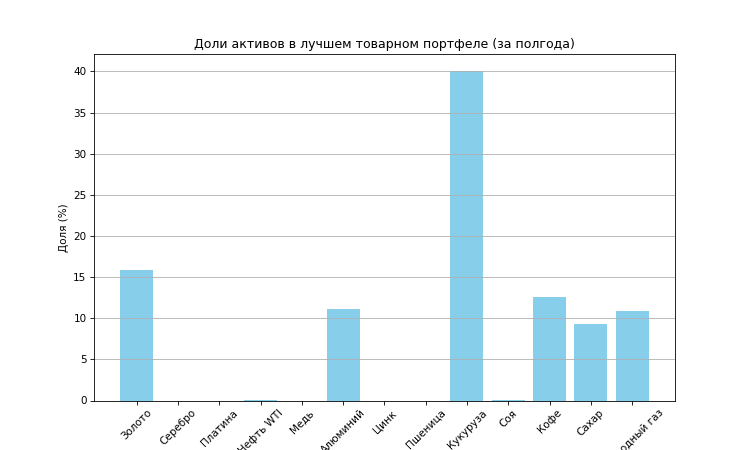 Доли активов в лучшем товарном портфеле (за полгода)
Доля (%)
40
35
30
25
20
15
10
5
0
Золото
Серебро
Платина
Нефть WTI
Медь
Алюминий
Цинк
Пшеница
Кукуруза
Соя
Кофе
Сахар
газ